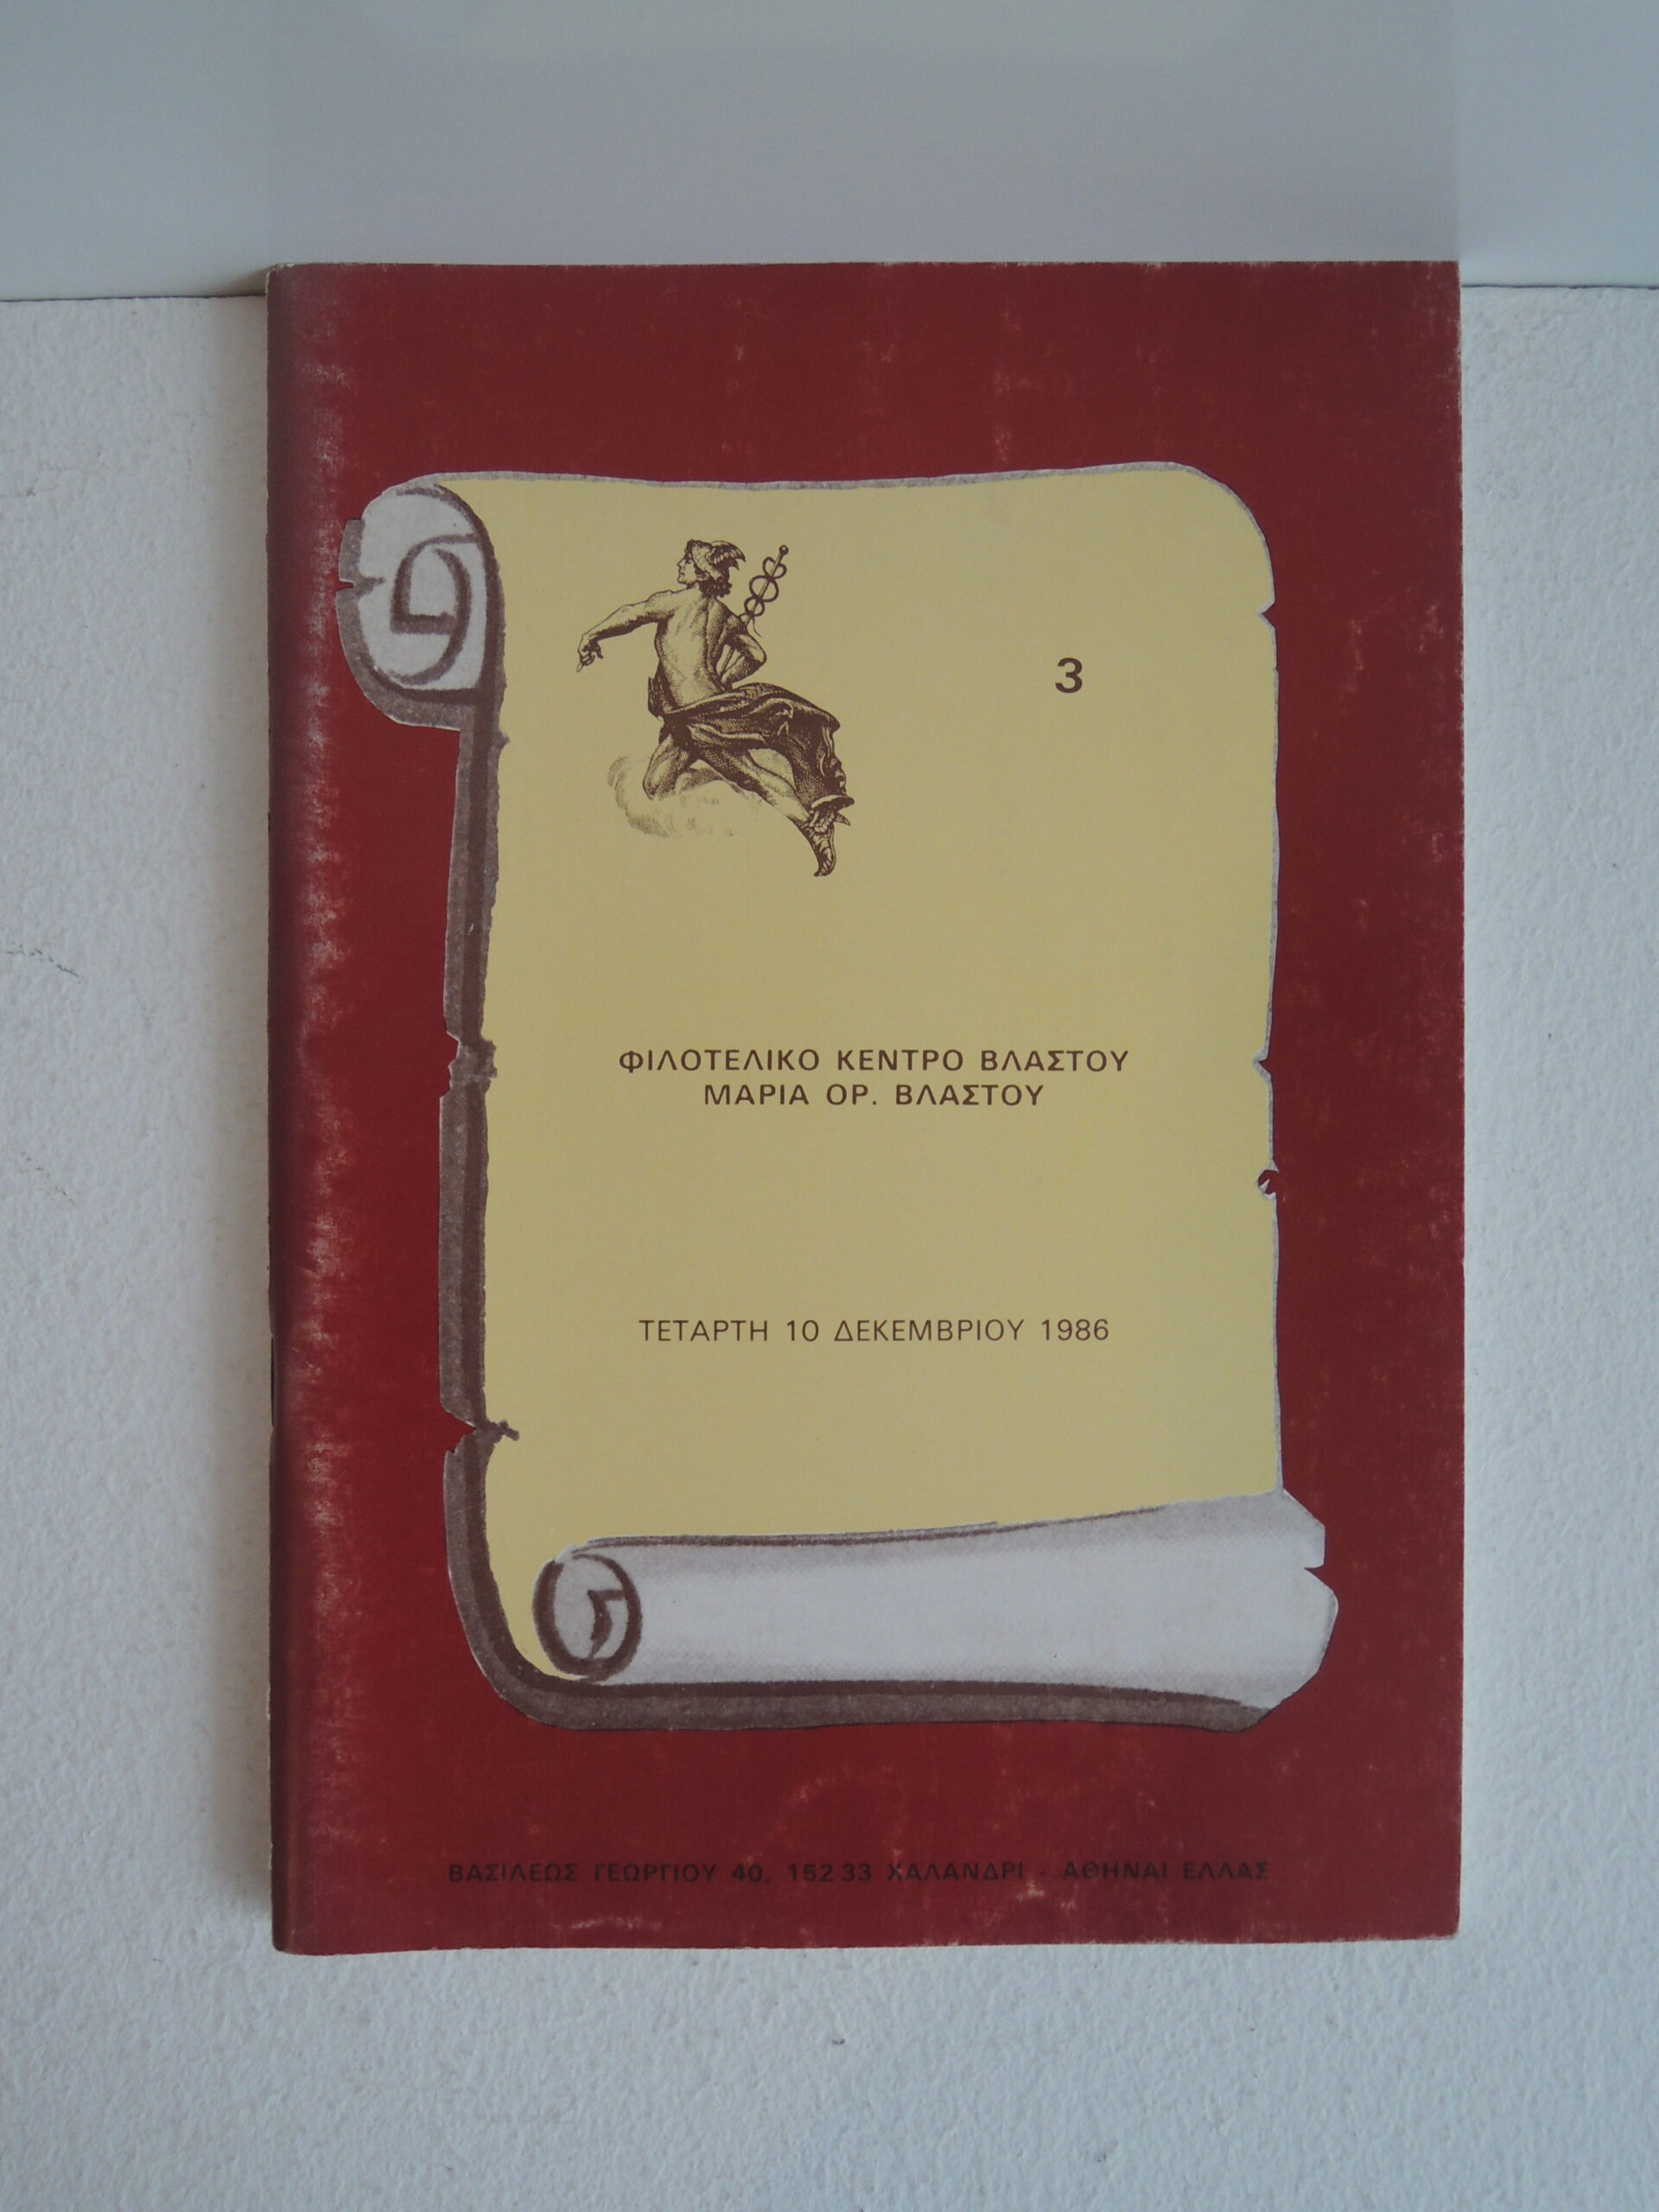 3
ΦΙΛΟΤΕΛΙΚΟ ΚΕΝΤΡΟ ΒΛΑΣΤΟΥ
ΜΑΡΙΑ ΟΡ. ΒΛΑΣΤΟΥ
ΤΕΤΑΡΤΗ 10 ΔΕΚΕΜΒΡΙΟΥ 1986
ΒΑΣΙΛΕΩΣ ΓΕΩΡΓΙΟΥ 40, 152 33 ΧΑΛΑΝΔΡΙ - ΑΘΗΝΑΙ ΕΛΛΑΣ